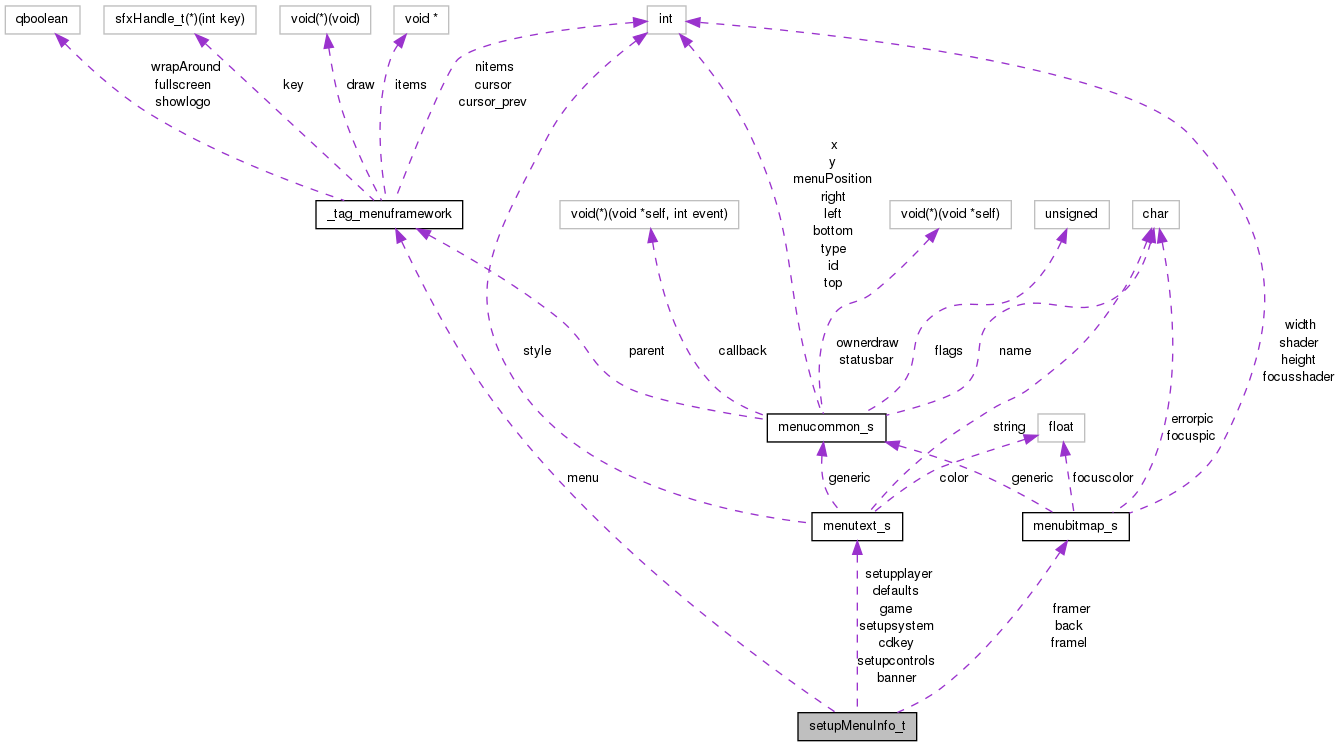 qboolean
sfxHandle_t(*)(int key)
void(*)(void)
void *
int
wrapAround
fullscreen
showlogo
key
draw
items
nitems
cursor
cursor_prev
x
y
menuPosition
right
left
bottom
type
id
top
_tag_menuframework
void(*)(void *self, int event)
void(*)(void *self)
unsigned
char
style
parent
callback
ownerdraw
statusbar
flags
name
width
shader
height
focusshader
menucommon_s
string
float
errorpic
focuspic
menu
generic
color
generic
focuscolor
menutext_s
menubitmap_s
setupplayer
defaults
game
setupsystem
cdkey
setupcontrols
banner
framer
back
framel
setupMenuInfo_t